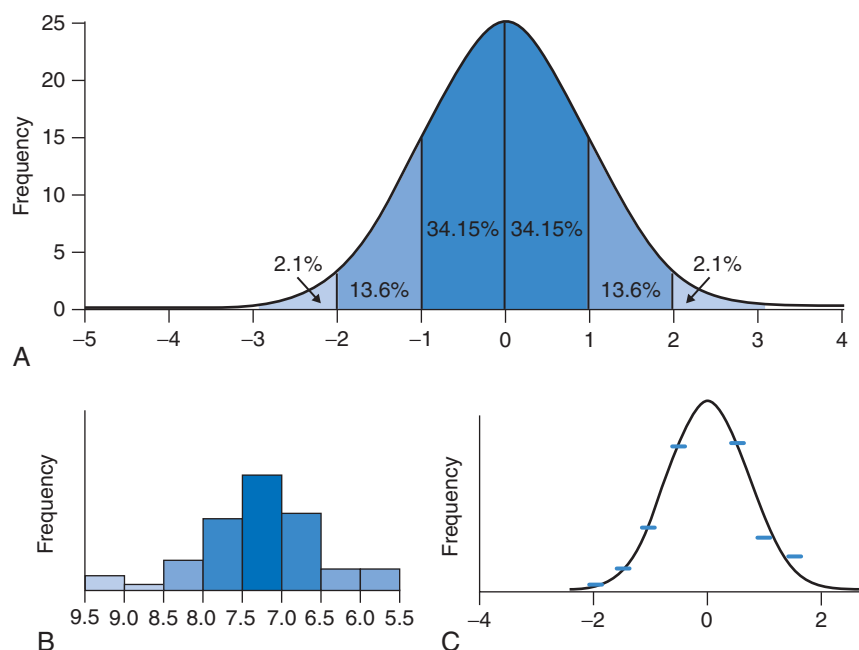 25
20
15
10
5
0
Frequency
34.15% 34.15%
2.1% 2.1%
13.6% 13.6%
−5 −4 −3 −2 −1 0 1 2 3 4
A
Frequency
9.5 9.0 8.5 8.0 7.5 7.0 6.5 6.0 5.5
B
Frequency
−4 −2 0 2
C